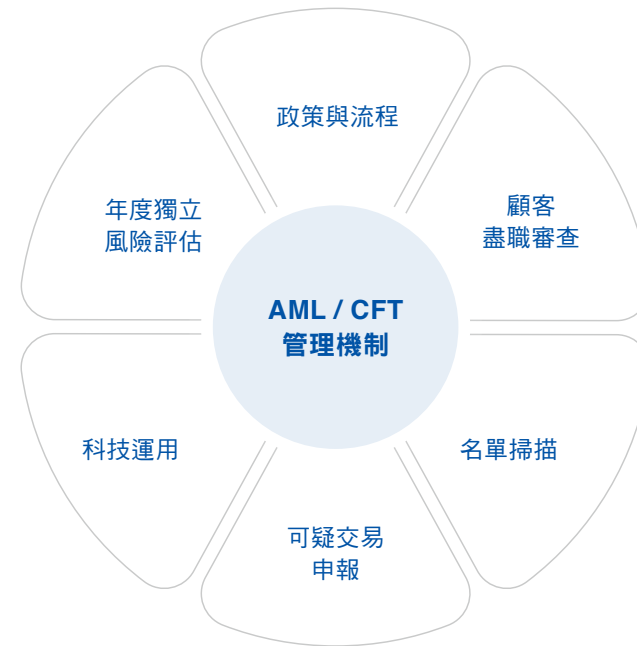 政策與流程
顧客
盡職審查
名單掃描
可疑交易
申報
科技運用
年度獨立
風險評估
AML / CFT
管理機制